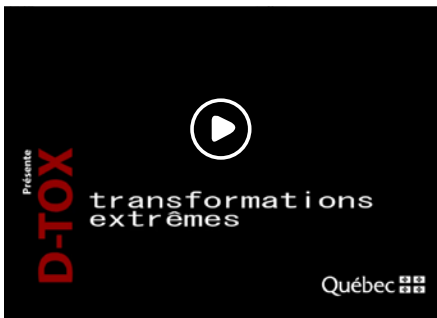 Présente
D-TOX
transformations
extrêmes
Québec